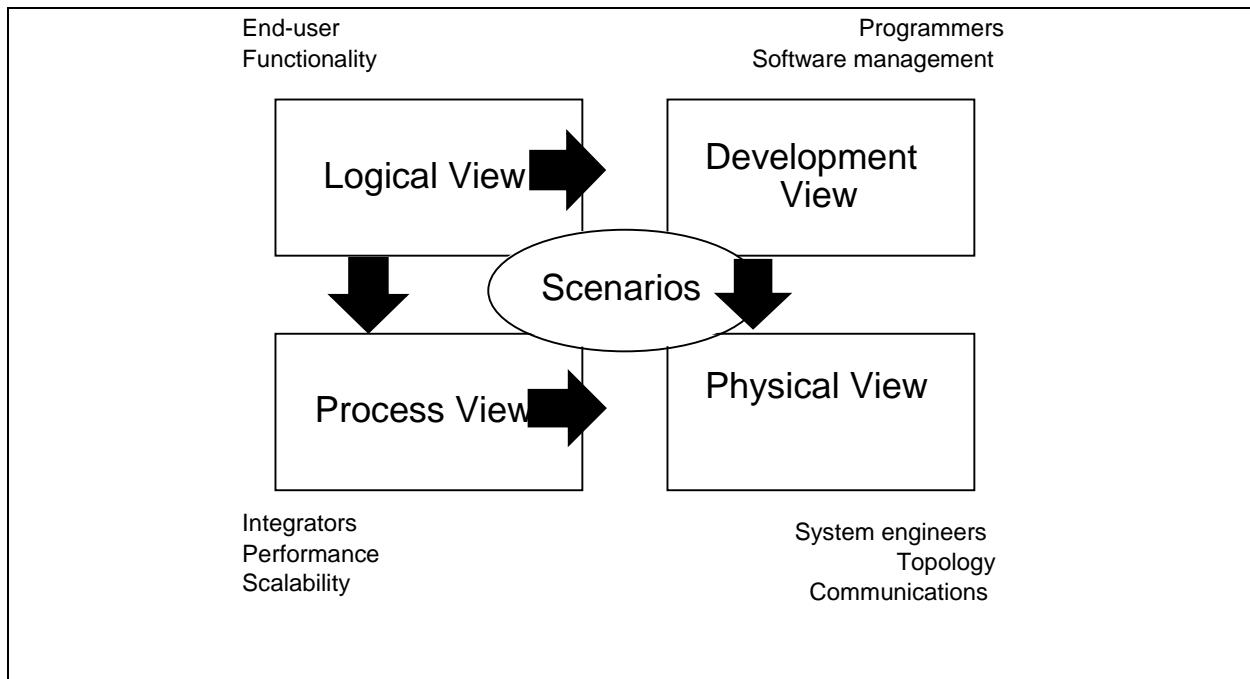 End-user
Functionality
Programmers
Software management
Logical View
Development
View
Scenarios
Process View
Physical View
Integrators
Performance
Scalability
System engineers
Topology
Communications